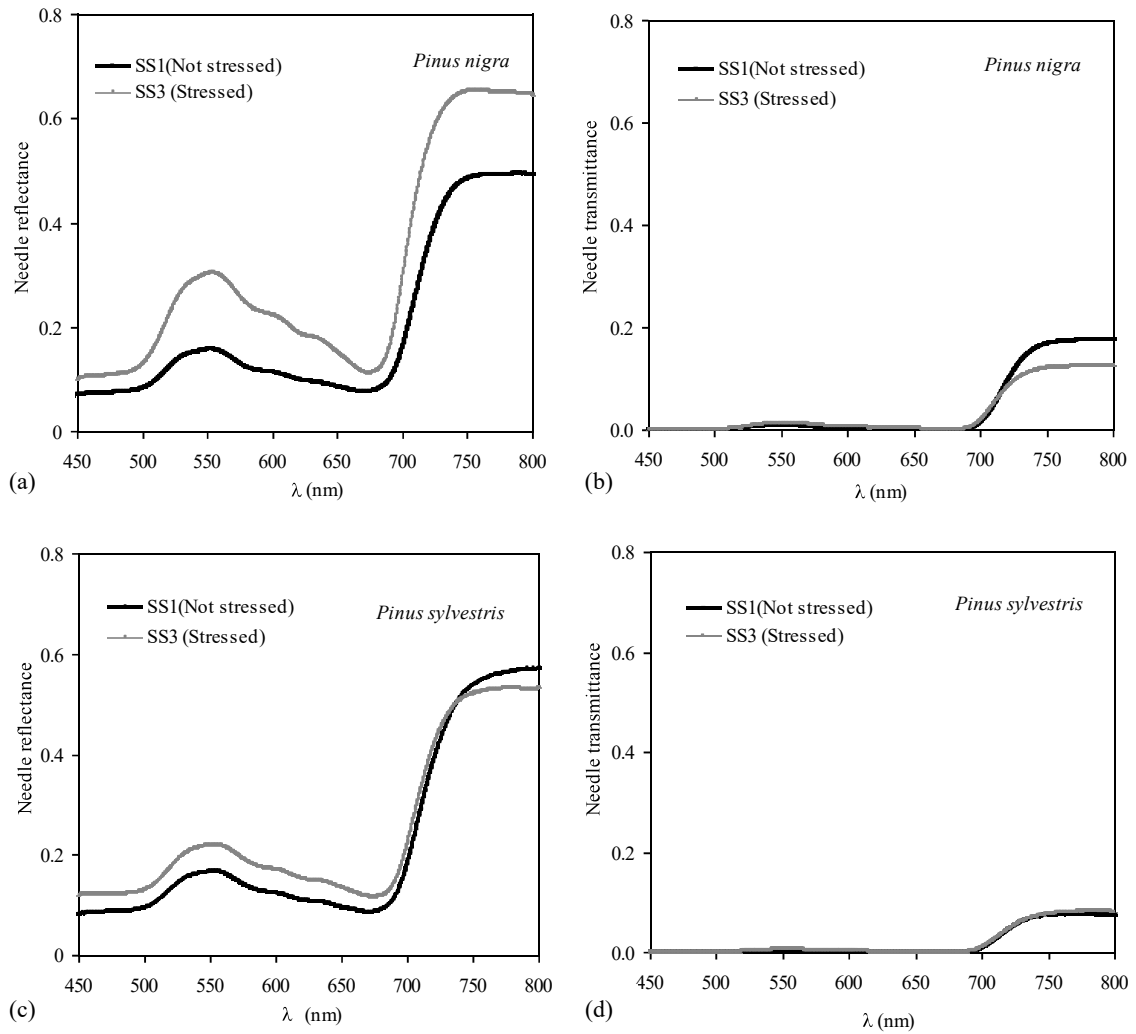 0.8
SS1(Not stressed)
SS3 (Stressed)
Pinus nigra
0.6
0.4
0.2
0
Needle reflectance
450 500 550 600 650 700 750 800
λ (nm)
(a)
0.8
SS1(Not stressed)
SS3 (Stressed)
Pinus nigra
0.6
0.4
0.2
0.0
Needle transmittance
450 500 550 600 650 700 750 800
λ (nm)
(b)
0.8
SS1(Not stressed)
SS3 (Stressed)
Pinus sylvestris
0.6
0.4
0.2
0
Needle reflectance
450 500 550 600 650 700 750 800
λ (nm)
(c)
0.8
SS1(Not stressed)
SS3 (Stressed)
Pinus sylvestris
0.6
0.4
0.2
0.0
Needle transmittance
450 500 550 600 650 700 750 800
λ (nm)
(d)